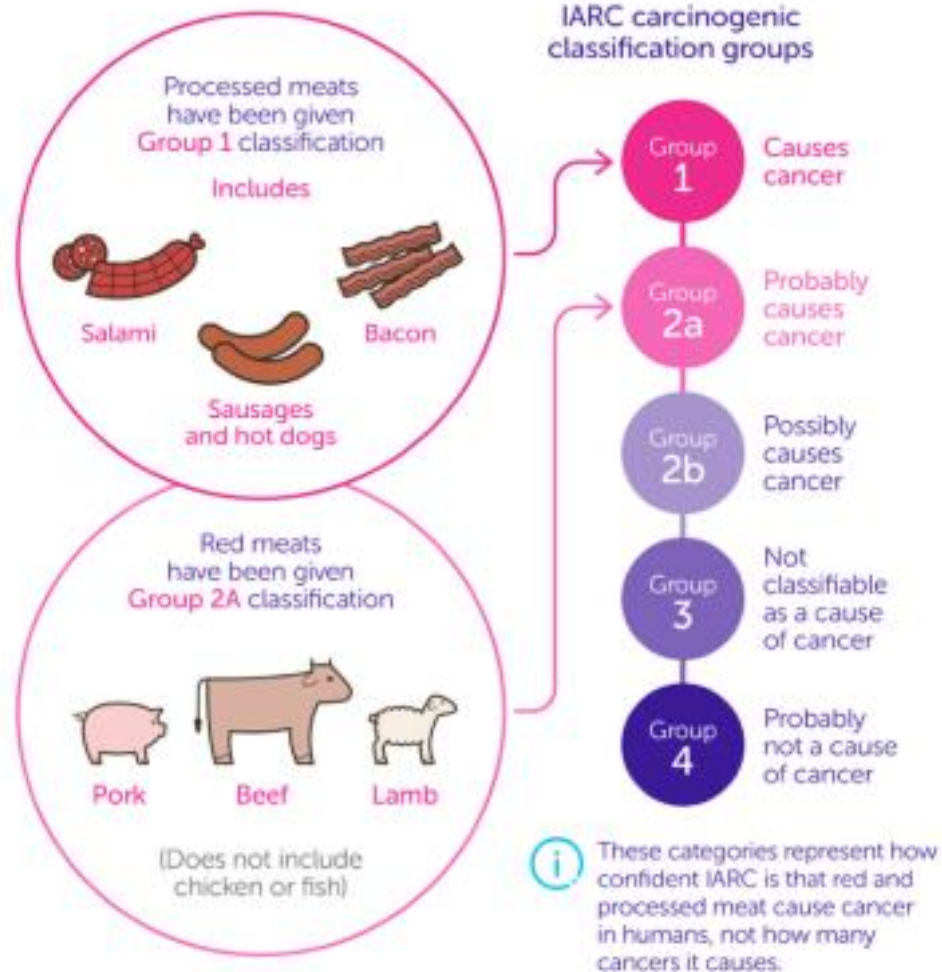 IARC carcinogenic
classification groups
Processed meats
have been given
Group 1 classification
Includes
Salami
Bacon
Sausages
and hot dogs
Red meats
have been given
Group 2A classification
Pork
Beef
Lamb
(Does not include
chicken or fish)
Group
1
Causes
cancer
Group
2a
Probably
causes
cancer
Group
2b
Possibly
causes
cancer
Group
3
Not
classifiable
as a cause
of cancer
Group
4
Probably
not a cause
of cancer
i
These categories represent how
confident IARC is that red and
processed meat cause cancer
in humans, not how many
cancers it causes.